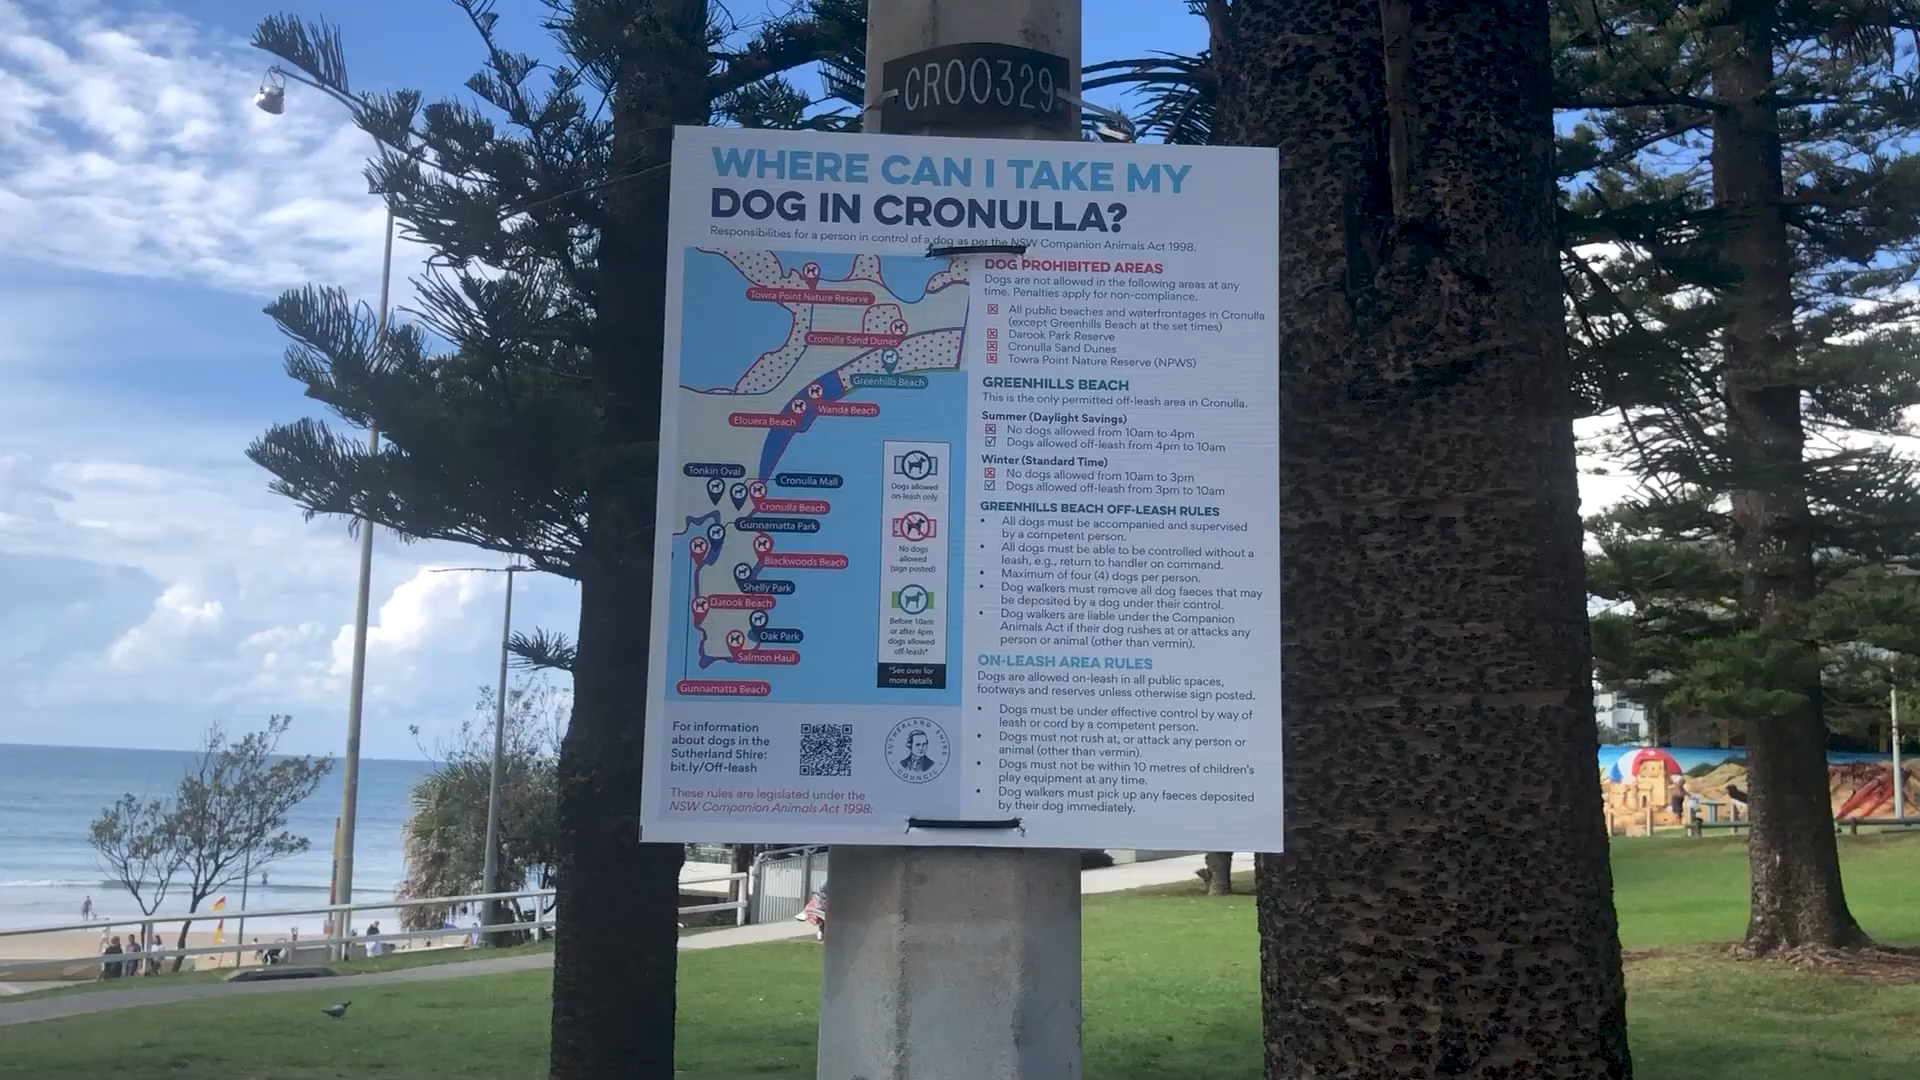 CR00329
WHERE CAN I TAKE MY
DOG IN CRONULLA?
Responsibilities for a person in control of a dog as per the NSW Companion Animals Act 1998.
Towra Point Nature Reserve
Cronulla Sand Dunes
Greenhills Beach
Wanda Beach
Elouera Beach
Tonkin Oval
Cronulla Mall
Cronulla Beach
Gunnamatta Park
Blackwoods Beach
Shelly Park
Darook Beach
Oak Park
Salmon Haul
Gunnamatta Beach
Dogs allowed
on-leash only
No dogs
allowed
(sign posted)
Before 10am
or after 4pm
dogs allowed
off-leash*
*See over for
more details
For information
about dogs in the
Sutherland Shire:
bit.ly/Off-leash
SUTHERLAND SHIRE
COUNCIL
These rules are legislated under the
NSW Companion Animals Act 1998:
DOG PROHIBITED AREAS
Dogs are not allowed in the following areas at any
time. Penalties apply for non-compliance.
All public beaches and waterfrontages in Cronulla
(except Greenhills Beach at the set times)
Darook Park Reserve
Cronulla Sand Dunes
Towra Point Nature Reserve (NPWS)
GREENHILLS BEACH
This is the only permitted off-leash area in Cronulla.
Summer (Daylight Savings)
No dogs allowed from 10am to 4pm
Dogs allowed off-leash from 4pm to 10am
Winter (Standard Time)
No dogs allowed from 10am to 3pm
Dogs allowed off-leash from 3pm to 10am
GREENHILLS BEACH OFF-LEASH RULES
• All dogs must be accompanied and supervised
by a competent person.
• All dogs must be able to be controlled without a
leash, e.g., return to handler on command.
• Maximum of four (4) dogs per person.
• Dog walkers must remove all dog faeces that may
be deposited by a dog under their control.
• Dog walkers are liable under the Companion
Animals Act if their dog rushes at or attacks any
person or animal (other than vermin).
ON-LEASH AREA RULES
Dogs are allowed on-leash in all public spaces,
footways and reserves unless otherwise sign posted.
• Dogs must be under effective control by way of
leash or cord by a competent person.
• Dogs must not rush at, or attack any person or
animal (other than vermin).
• Dogs must not be within 10 metres of children's
play equipment at any time.
• Dog walkers must pick up any faeces deposited
by their dog immediately.